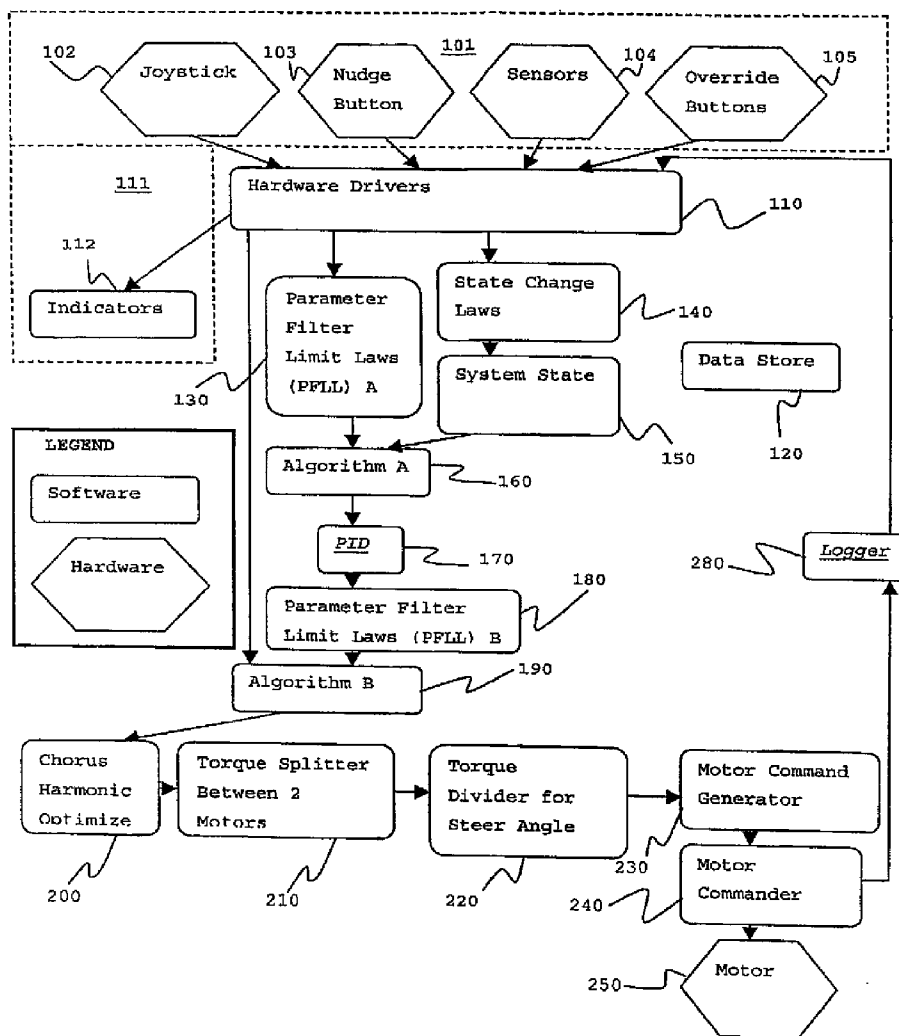 101
102
103
104
105
Joystick
Nudge
Button
Sensors
Override
Buttons
111
Hardware Drivers
110
112
Indicators
Parameter
Filter
Limit Laws
(PFLL) A
130
State Change
Laws
140
System State
150
Data Store
120
LEGEND
Software
Hardware
Algorithm A
160
PID
170
Logger
280
Parameter Filter
Limit Laws (PFLL) B
180
Algorithm B
190
Chorus
Harmonic
Optimize
200
Torque Splitter
Between 2
Motors
210
Torque
Divider for
Steer Angle
220
Motor Command
Generator
230
Motor
Commander
240
Motor
250